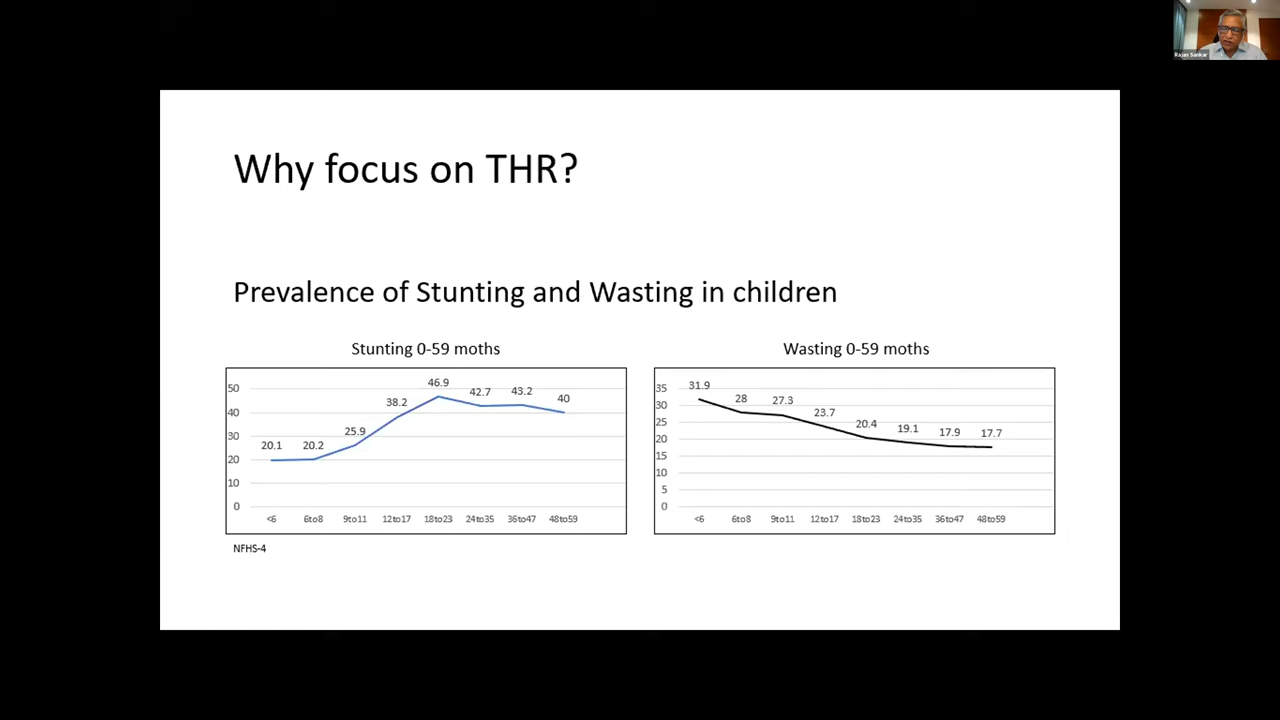 Rajan Sankar
Why focus on THR?
Prevalence of Stunting and Wasting in children
Stunting 0-59 moths
50
40
30
20
10
0
20.1
20.2
25.9
38.2
46.9
42.7
43.2
40
<6
6to8
9to11
12to17
18to23
24to35
36to47
48to59
NFHS-4
Wasting 0-59 moths
35
30
25
20
15
10
5
0
31.9
28
27.3
23.7
20.4
19.1
17.9
17.7
<6
6to8
9to11
12to17
18to23
24to35
36to47
48to59